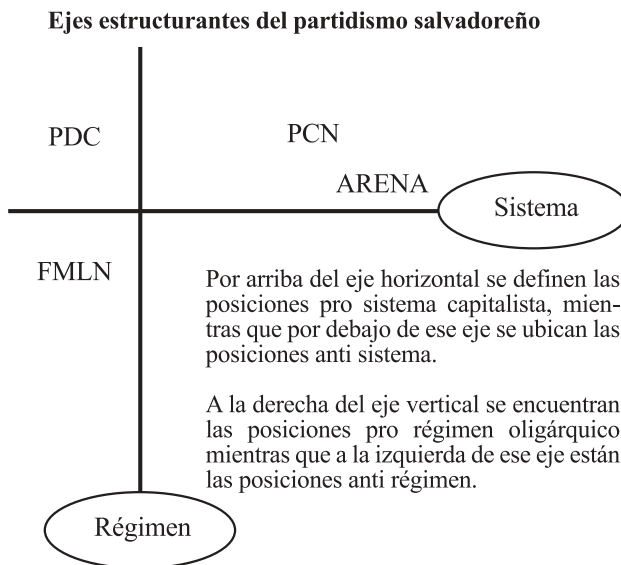 Ejes estructurantes del partidismo salvadoreño
PDC
PCN
ARENA
Sistema
FMLN
Por arriba del eje horizontal se definen las
posiciones pro sistema capitalista, mien-
tras que por debajo de ese eje se ubican las
posiciones anti sistema.
A la derecha del eje vertical se encuentran
las posiciones pro régimen oligárquico
mientras que a la izquierda de ese eje están
las posiciones anti régimen.
Régimen